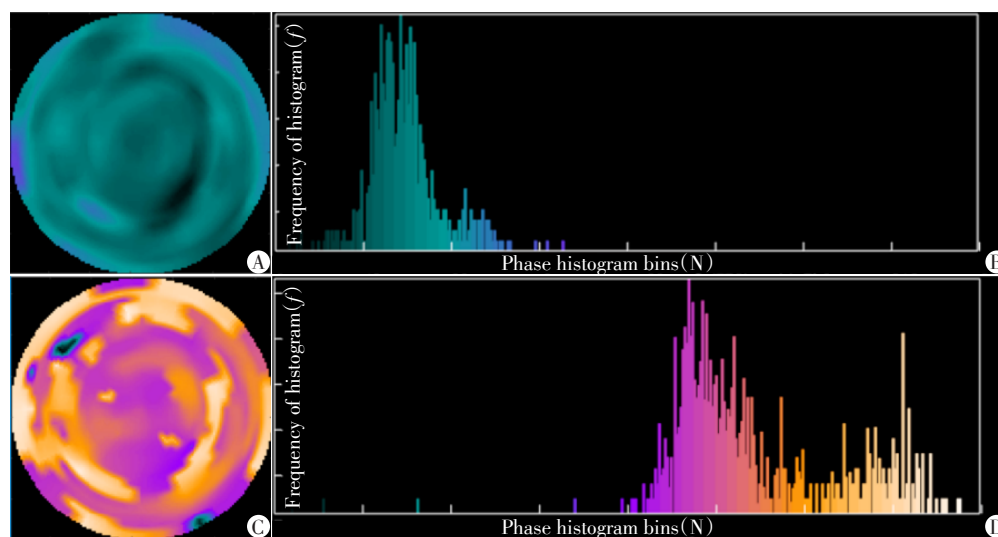 Frequency of histogram(f)
A
Phase histogram bins(N)
B
Frequency of histogram(f)
C
Phase histogram bins(N)
D